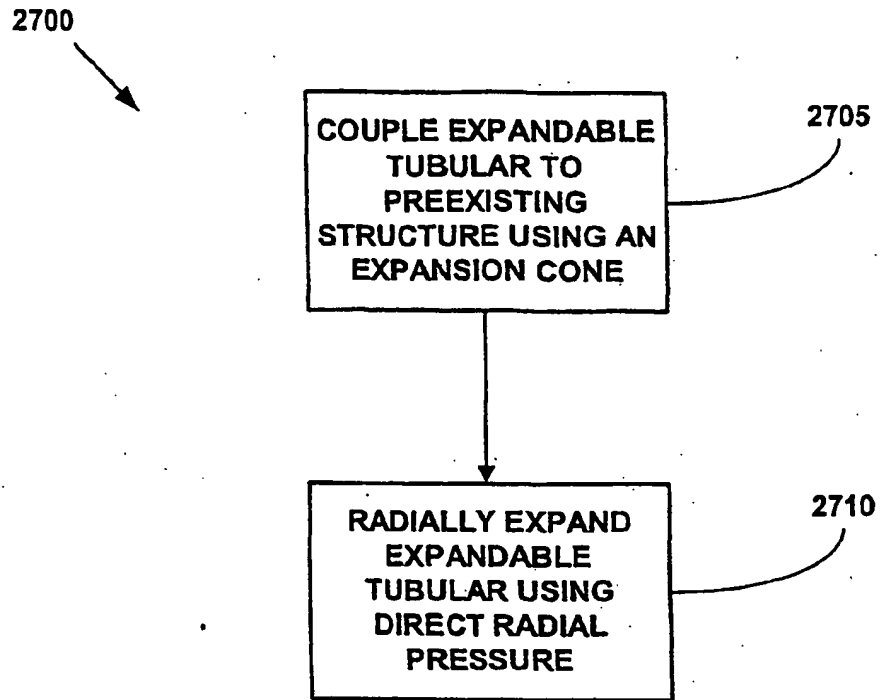 2700
COUPLE EXPANDABLE
TUBULAR TO
PREEXISTING
STRUCTURE USING AN
EXPANSION CONE
2705
RADIALLY EXPAND
EXPANDABLE
TUBULAR USING
DIRECT RADIAL
PRESSURE
2710